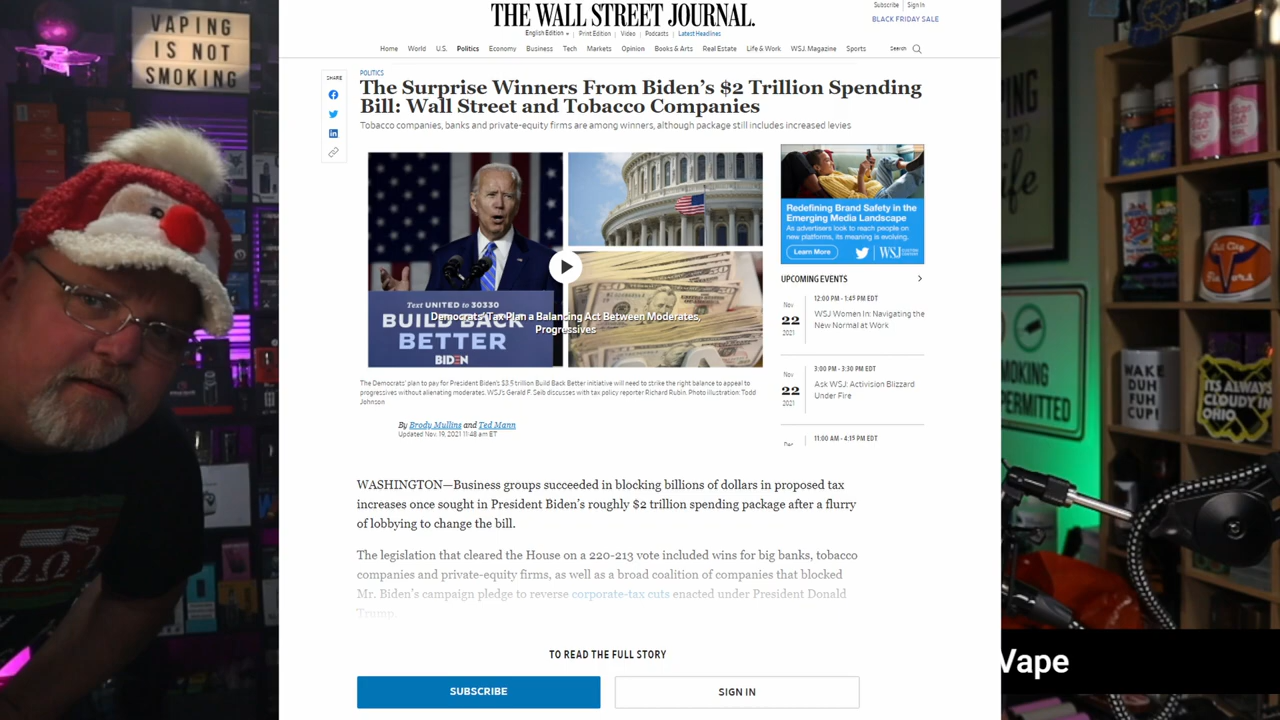 VAPING
IS NOT
SMOKING
THE WALL STREET JOURNAL.
Subscribe | Sign In
BLACK FRIDAY SALE
English Edition | Print Edition | Video | Podcasts | Latest Headlines
Home World U.S. Politics Economy Business Tech Markets Opinion Books & Arts Real Estate Life & Work WSJ. Magazine Sports Search
SHARE
POLITICS
The Surprise Winners From Biden's $2 Trillion Spending
Bill: Wall Street and Tobacco Companies
Tobacco companies, banks and private-equity firms are among winners, although package still includes increased levies
Text UNITED to 30330
BUILD BACK
BETTER
BIDEN
Democrats' Tax Plan a Balancing Act Between Moderates,
Progressives
The Democrats' plan to pay for President Biden's $3.5 trillion Build Back Better initiative will need to strike the right balance to appeal to
progressives without alienating moderates. WSJ's Gerald F. Seib discusses with tax policy reporter Richard Rubin. Photo illustration: Todd
Johnson
By Brody Mullins and Ted Mann
Updated Nov. 19, 2021 11:48 am ET
WASHINGTON—Business groups succeeded in blocking billions of dollars in proposed tax
increases once sought in President Biden's roughly $2 trillion spending package after a flurry
of lobbying to change the bill.
The legislation that cleared the House on a 220-213 vote included wins for big banks, tobacco
companies and private-equity firms, as well as a broad coalition of companies that blocked
Mr. Biden's campaign pledge to reverse corporate-tax cuts enacted under President Donald
Trump.
TO READ THE FULL STORY
SUBSCRIBE
SIGN IN
Redefining Brand Safety in the
Emerging Media Landscape
As advertisers look to reach people on
new platforms, its meaning is evolving.
Learn More
WSJ
UPCOMING EVENTS
Nov
22
2021
12:00 PM - 1:45 PM EDT
WSJ Women In: Navigating the
New Normal at Work
Nov
22
2021
3:00 PM - 3:30 PM EDT
Ask WSJ: Activision Blizzard
Under Fire
Dec
11:00 AM - 4:15 PM EDT
PING
life
SMOKING
PERMITTED
WAKE
DUH
FUH
CUP!
ITS ALWAYS
CLOUDY IN
OHIO
Vape